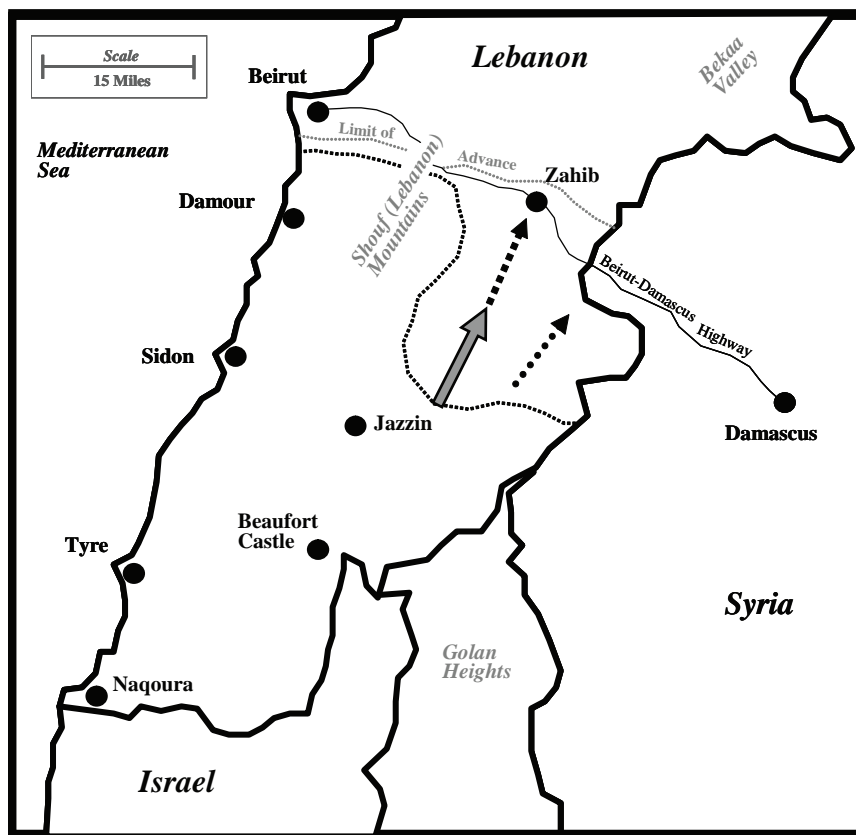 Scale
15 Miles
Lebanon
Bekaa
Valley
Beirut
Limit of
Advance
Mediterranean
Sea
Zahib
Shouf (Lebanon)
Mountains
Damour
Beirut-Damascus
Highway
Sidon
Jazzin
Damascus
Beaufort
Castle
Tyre
Syria
Golan
Heights
Naqoura
Israel